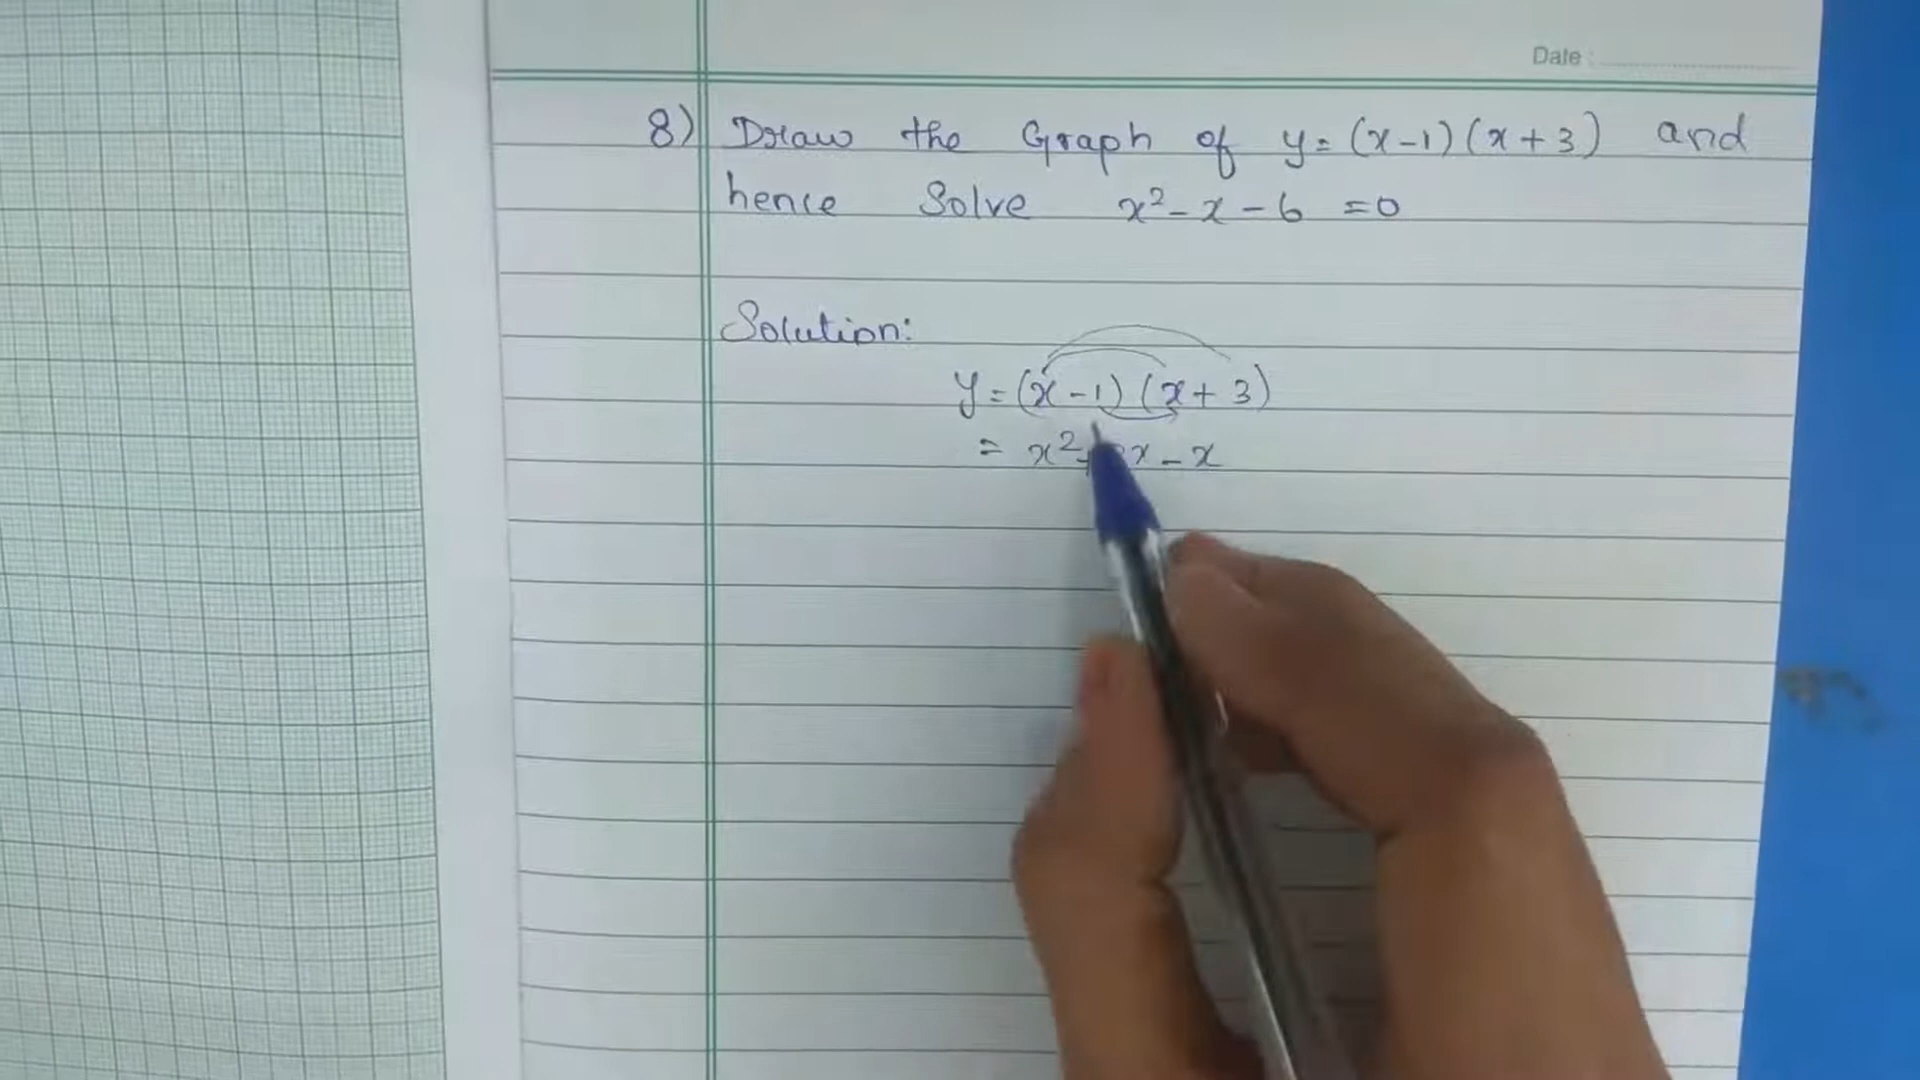 Date :
8) Draw the Graph of y=(x-1)(x+3) and
hence Solve x²-x-6 =0
Solution:
y=(x-1)(x+3)
= x²+ x - x